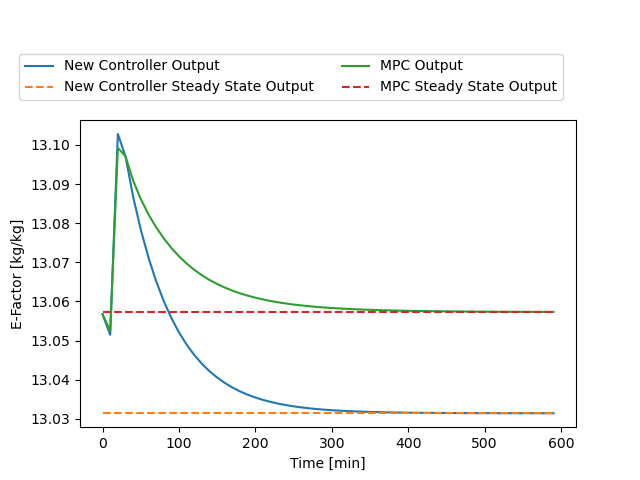 New Controller Output
New Controller Steady State Output
MPC Output
MPC Steady State Output
E-Factor [kg/kg]
13.10
13.09
13.08
13.07
13.06
13.05
13.04
13.03
0 100 200 300 400 500 600
Time [min]